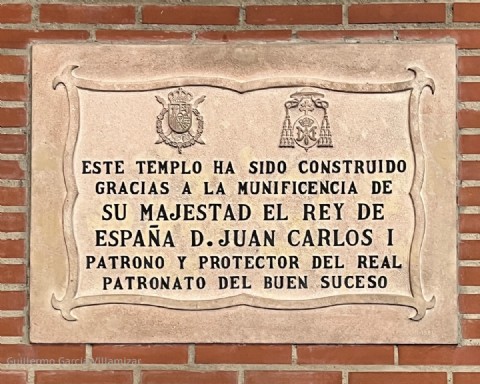 ESTE TEMPLO HA SIDO CONSTRUIDO
GRACIAS A LA MUNIFICENCIA DE
SU MAJESTAD EL REY DE
ESPAÑA D. JUAN CARLOS I
PATRONO Y PROTECTOR DEL REAL
PATRONATO DEL BUEN SUCESO
Guillermo García Villamizar